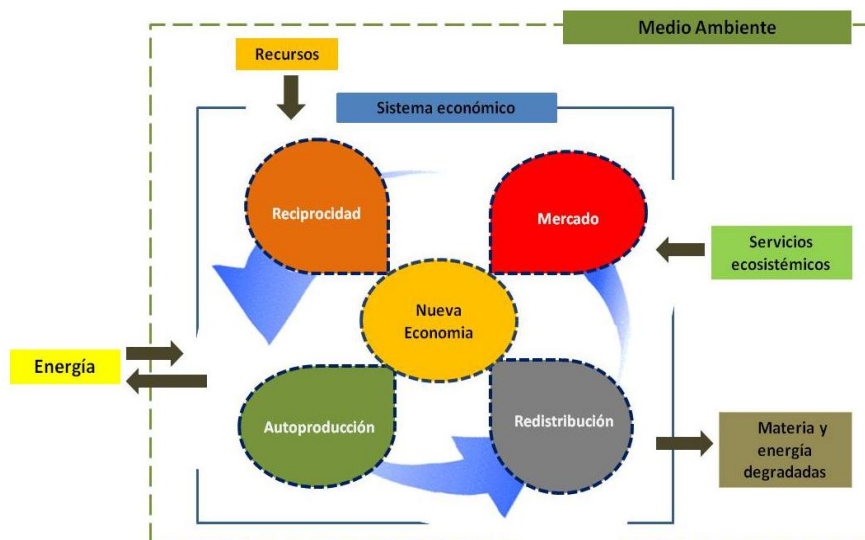 Medio Ambiente
Recursos
Sistema económico
Reciprocidad
Mercado
Servicios
ecosistémicos
Nueva
Economia
Energía
Autoproducción
Redistribución
Materia y
energía
degradadas